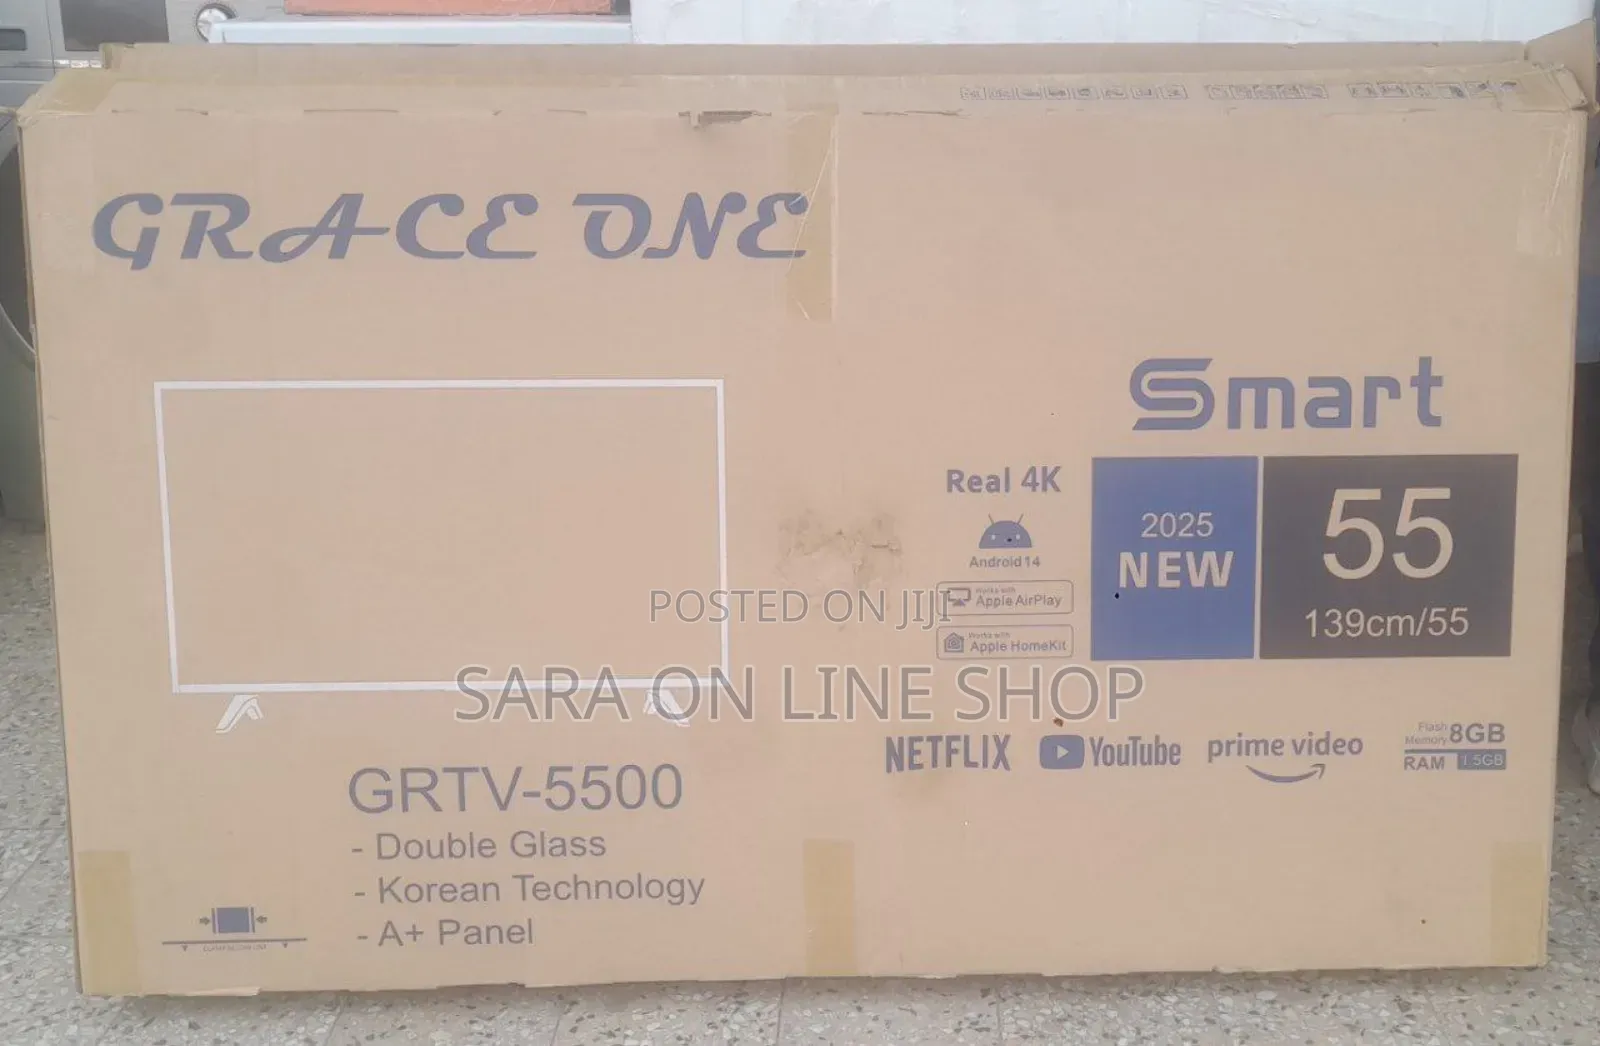 GRACE ONE
Smart
Real 4K
Android 14
Works with
Apple AirPlay
Works with
Apple HomeKit
2025
NEW
55
139cm/55
POSTED ON JIJI
SARA ON LINE SHOP
NETFLIX
YouTube
prime video
Flash
Memory 8GB
RAM 1.5GB
GRTV-5500
- Double Glass
- Korean Technology
- A+ Panel